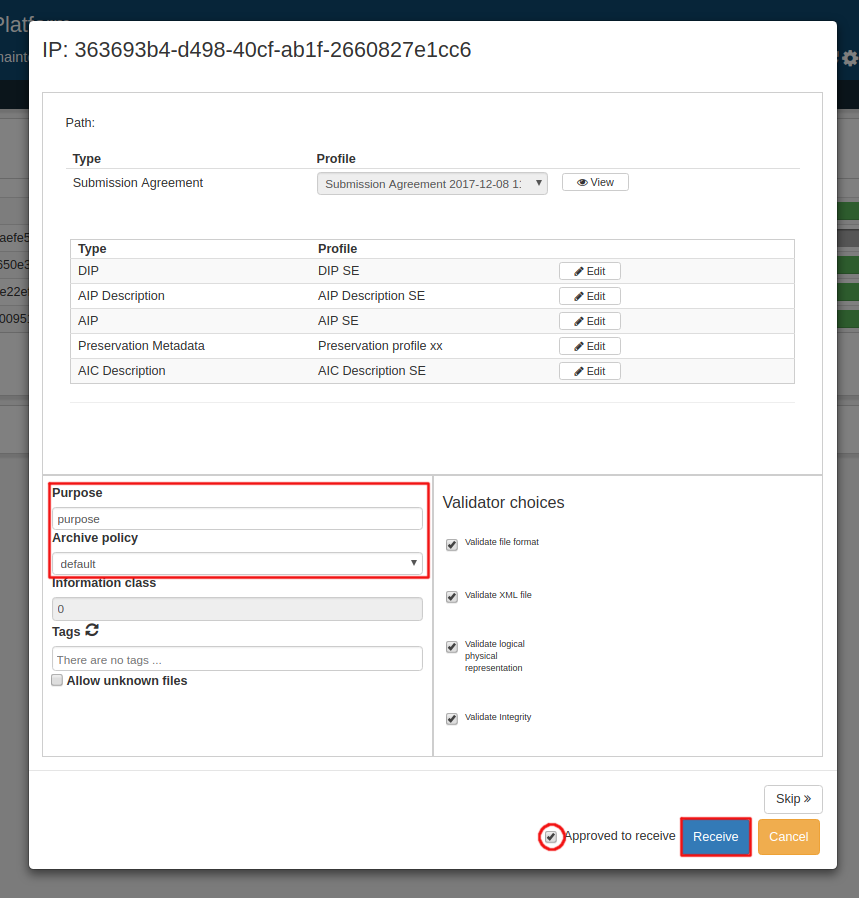 Platform
IP: 363693b4-d498-40cf-ab1f-2660827e1cc6
Path:
Type Profile
Submission Agreement Submission Agreement 2017-12-08 1 View
Type Profile
DIP DIP SE Edit
AIP Description AIP Description SE Edit
AIP AIP SE Edit
Preservation Metadata Preservation profile xx Edit
AIC Description AIC Description SE Edit
Purpose
purpose
Archive policy
default
Information class
0
Tags
There are no tags ...
Allow unknown files
Validator choices
Validate file format
Validate XML file
Validate logical
physical
representation
Validate Integrity
Skip »
Approved to receive Receive Cancel